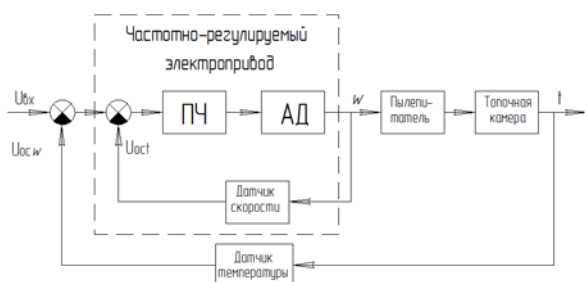 Частотно-регулируемый
электропривод
Uвх
ПЧ
АД
w
Пылепи-
татель
Топочная
камера
t
Uос w
Uост
Датчик
скорости
Датчик
температуры